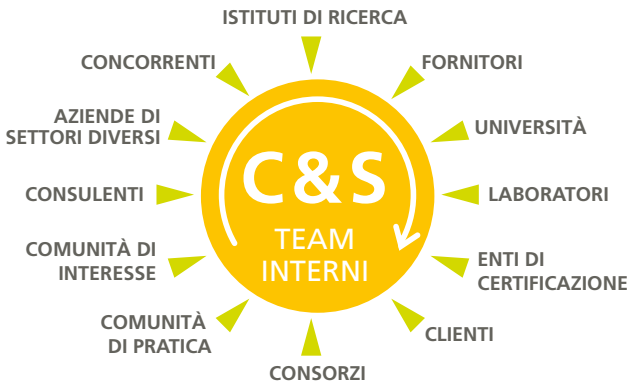 ISTITUTI DI RICERCA
CONCORRENTI
FORNITORI
AZIENDE DI
SETTORI DIVERSI
UNIVERSITÀ
CONSULENTI
C&S
LABORATORI
TEAM
INTERNI
COMUNITÀ DI
INTERESSE
ENTI DI
CERTIFICAZIONE
COMUNITÀ
DI PRATICA
CLIENTI
CONSORZI